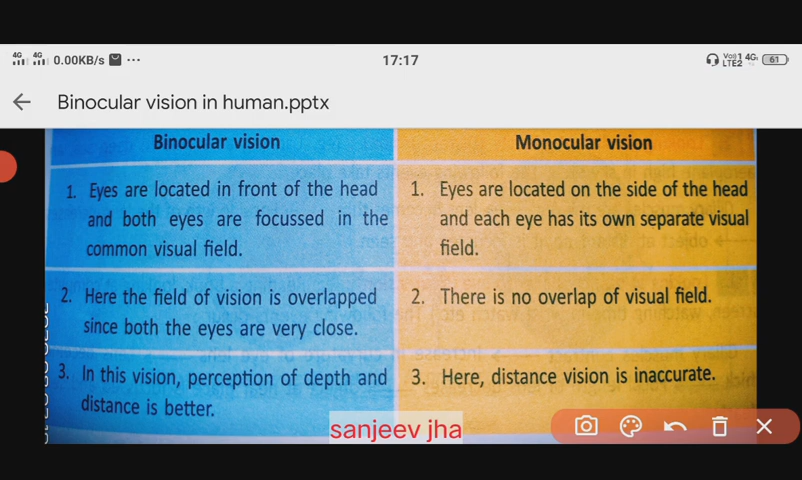 4G 4G 0.00KB/s ... 17:17 Vo)) 1 4G LTE2 61
Binocular vision in human.pptx
Binocular vision Monocular vision
1. Eyes are located in front of the head
and both eyes are focussed in the
common visual field.
1. Eyes are located on the side of the head
and each eye has its own separate visual
field.
2. Here the field of vision is overlapped
since both the eyes are very close.
2. There is no overlap of visual field.
3. In this vision, perception of depth and
distance is better.
3. Here, distance vision is inaccurate.
sanjeev jha